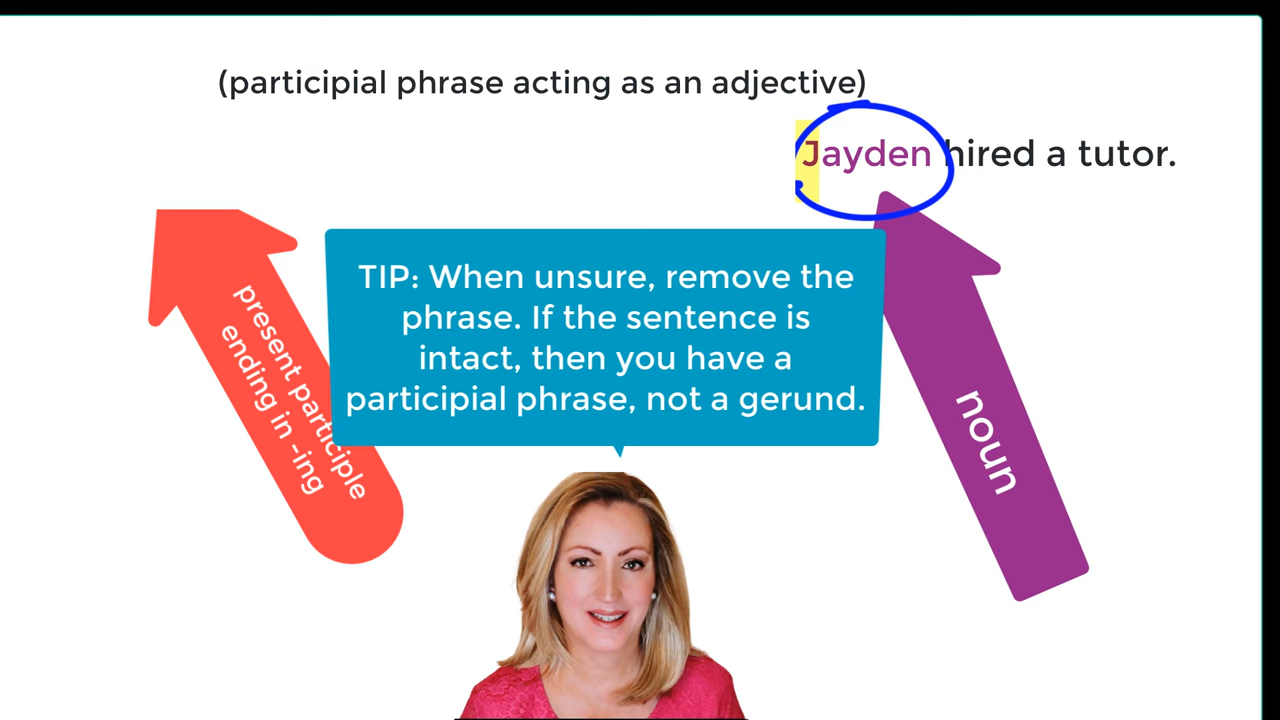 (participial phrase acting as an adjective)
Jayden hired a tutor.
TIP: When unsure, remove the
phrase. If the sentence is
intact, then you have a
participial phrase, not a gerund.
present participle
ending in -ing
noun